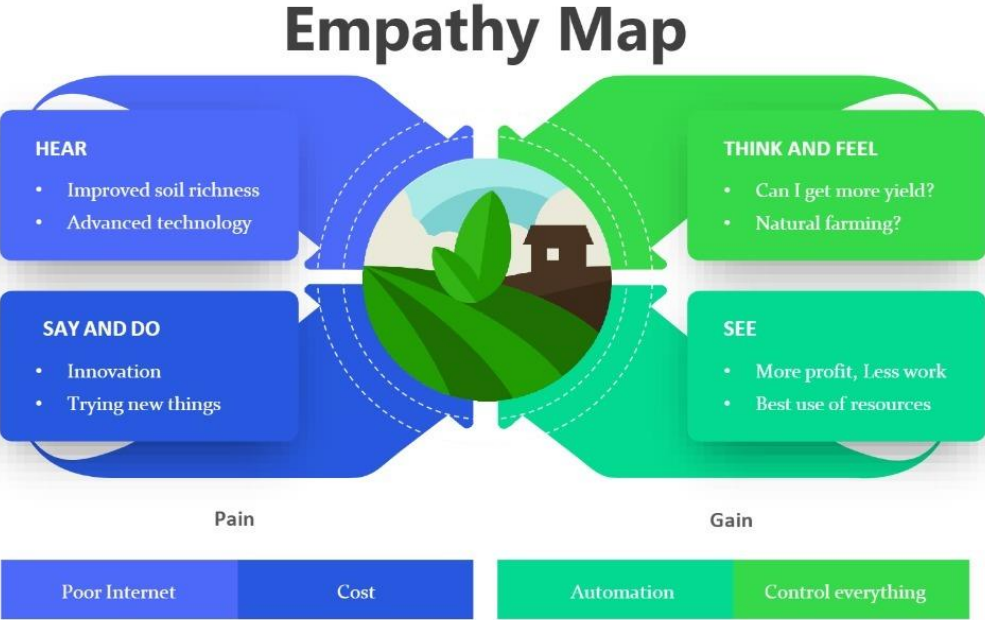 Empathy Map
HEAR
• Improved soil richness
• Advanced technology
THINK AND FEEL
• Can I get more yield?
• Natural farming?
SAY AND DO
• Innovation
• Trying new things
SEE
• More profit, Less work
• Best use of resources
Pain
Gain
Poor Internet
Cost
Automation
Control everything